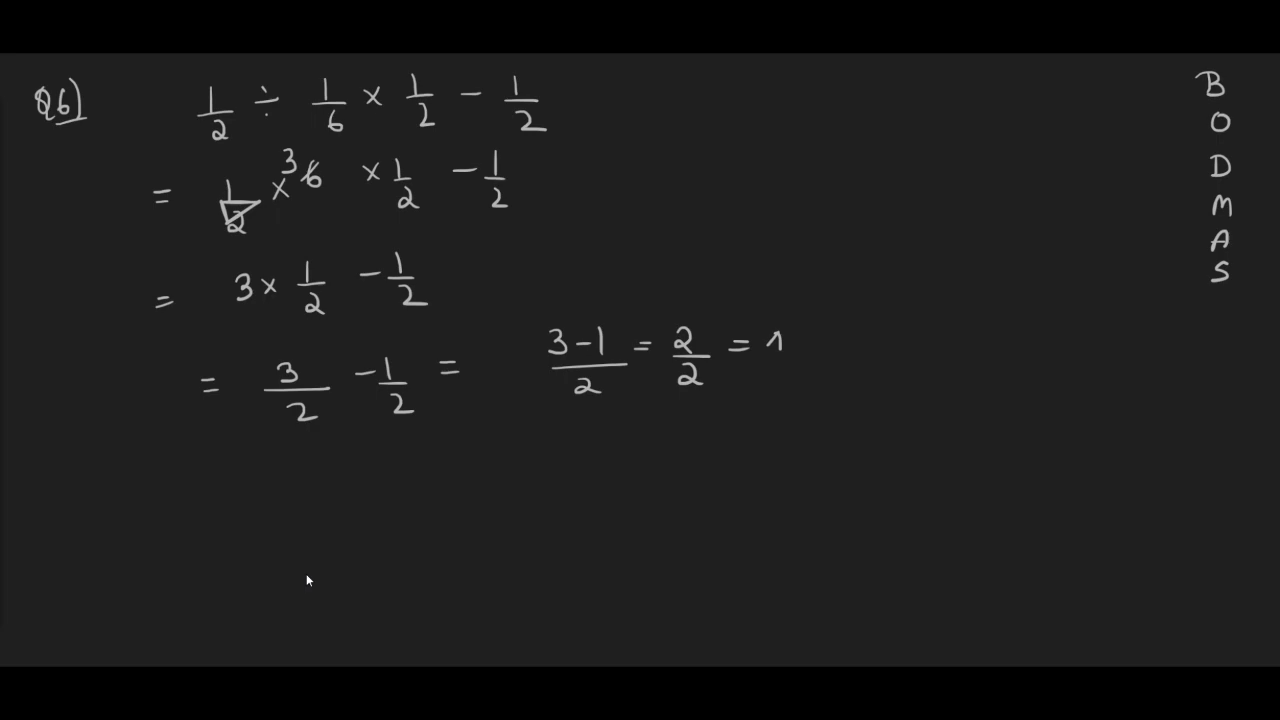 Q6) 1/2 ÷ 1/6 × 1/2 - 1/2
= 1/2 × 3 6 × 1/2 - 1/2
= 3 × 1/2 - 1/2
= 3/2 - 1/2 = 3-1/2 = 2/2 = 1
B
O
D
M
A
S